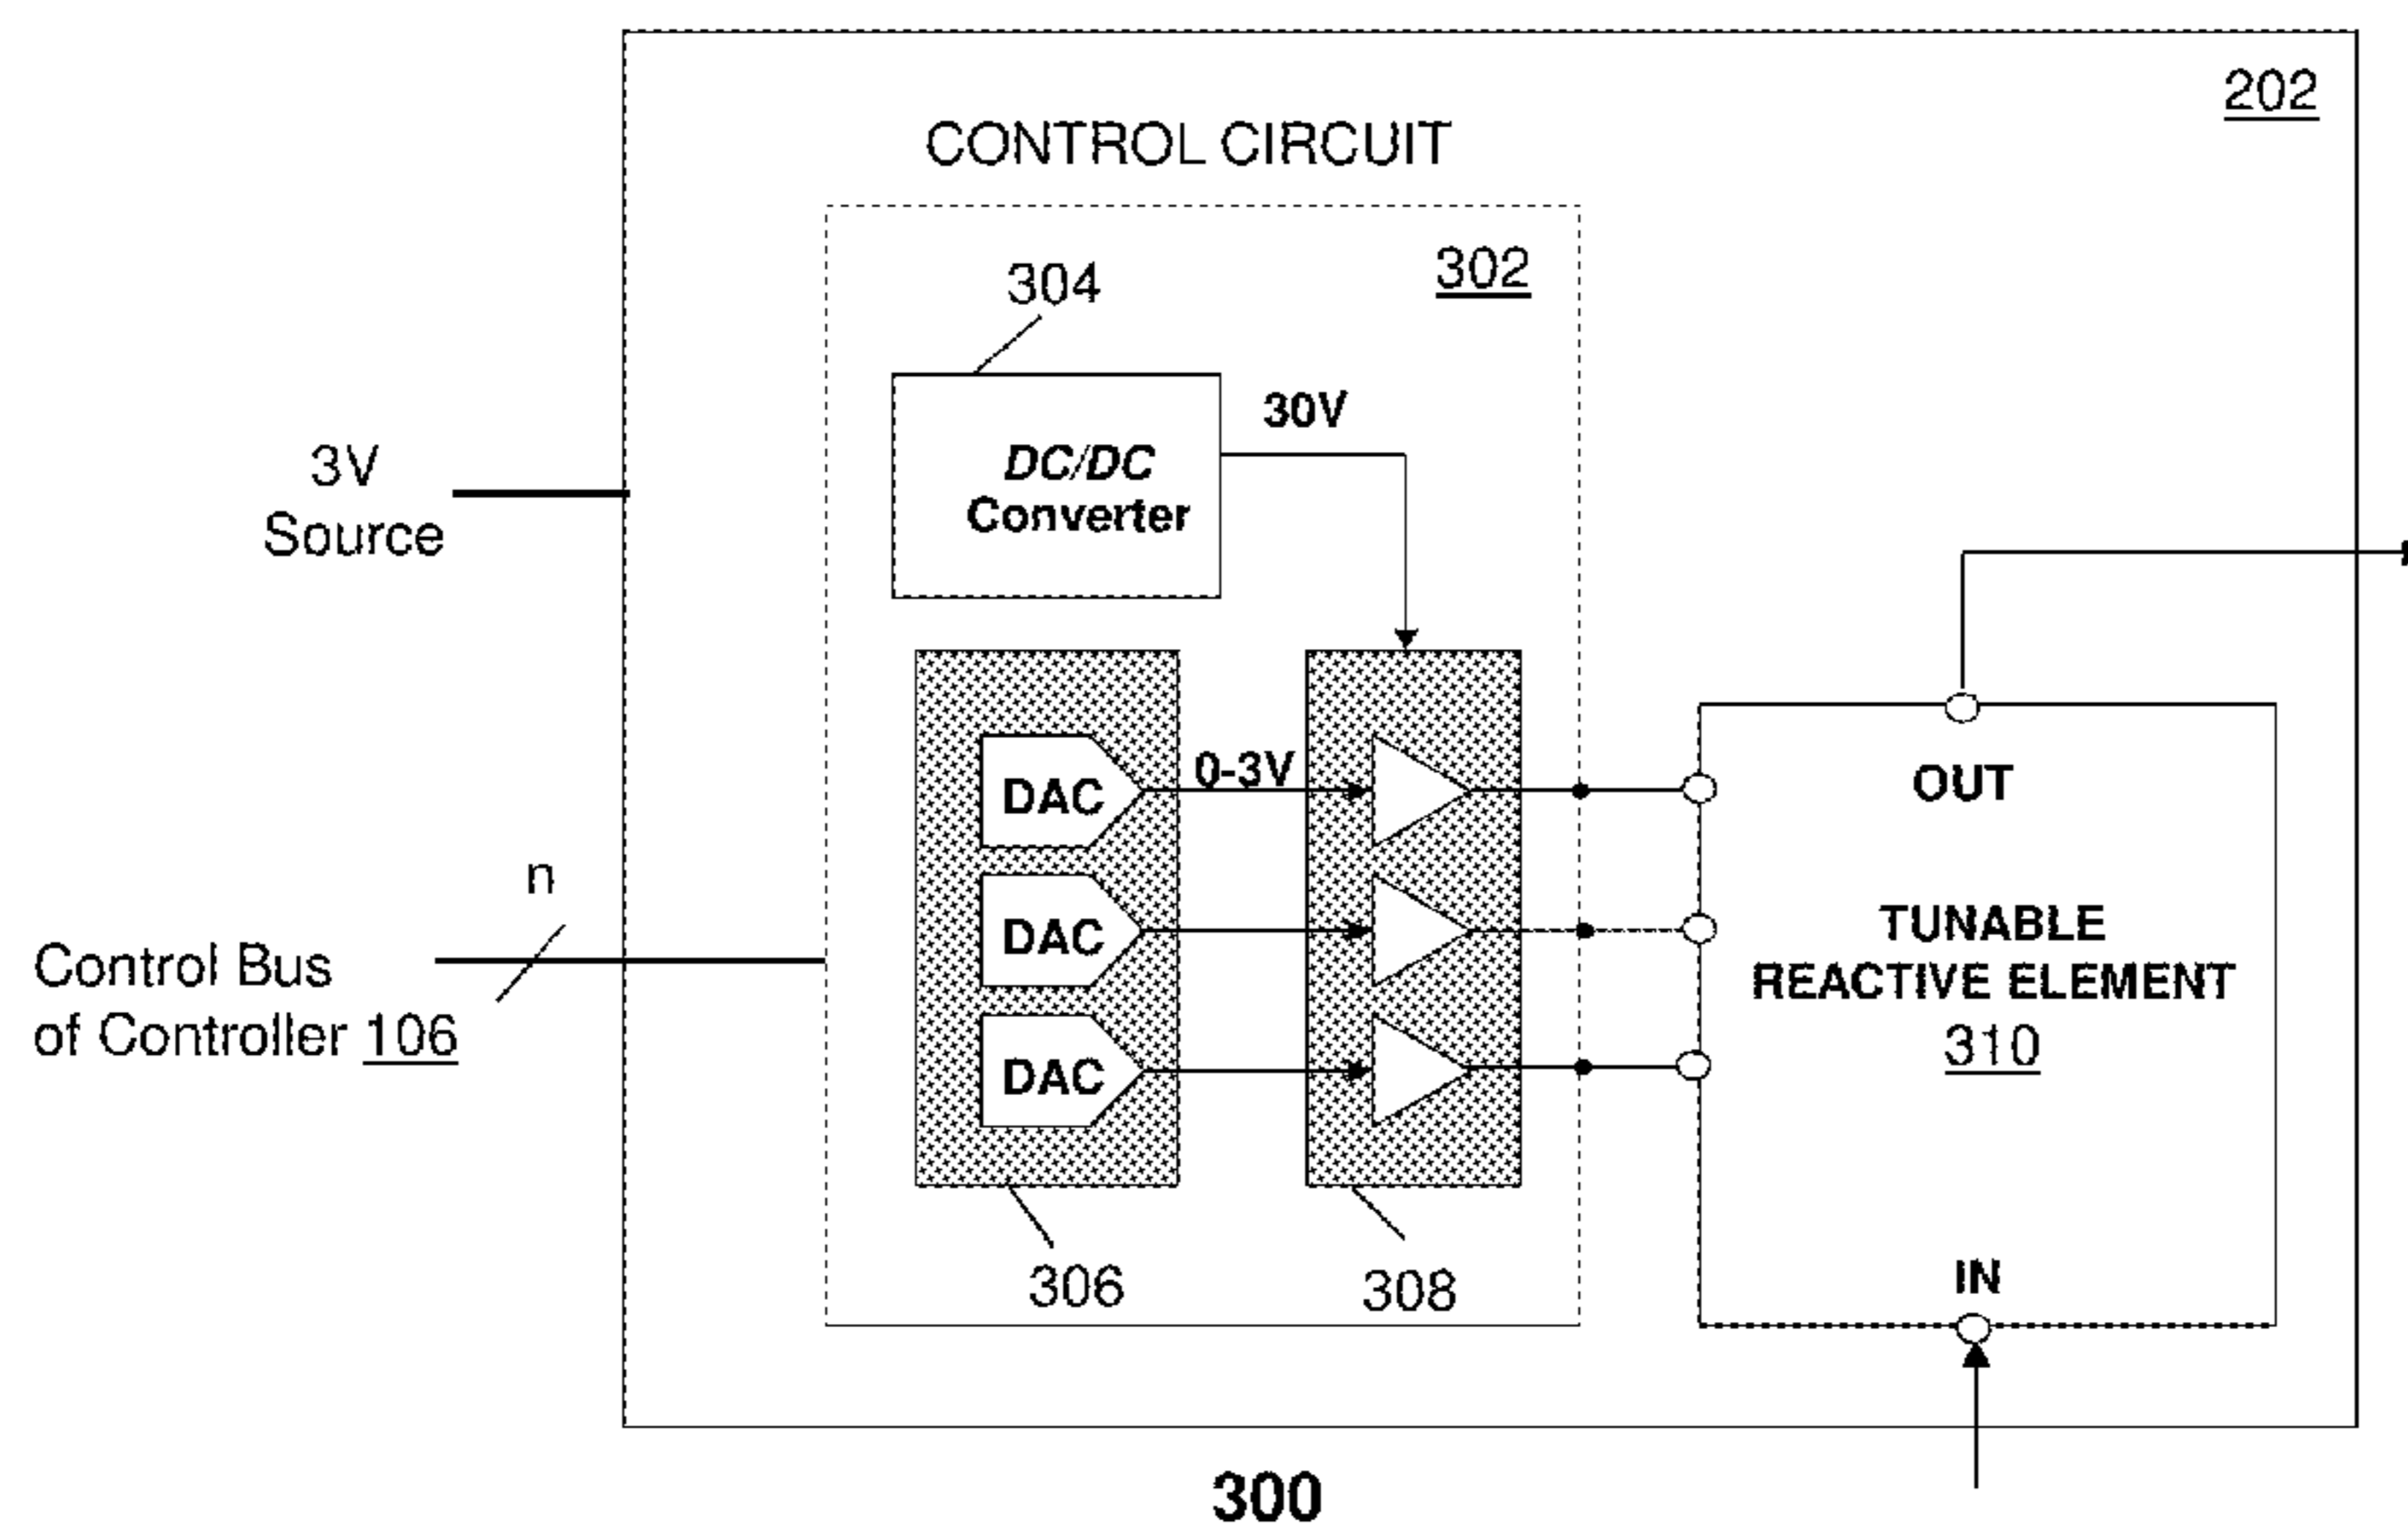 202
CONTROL CIRCUIT
302
304
30V
DC/DC
Converter
3V
Source
0-3V
DAC
DAC
DAC
OUT
TUNABLE
REACTIVE ELEMENT
310
IN
n
Control Bus
of Controller 106
306
308
300